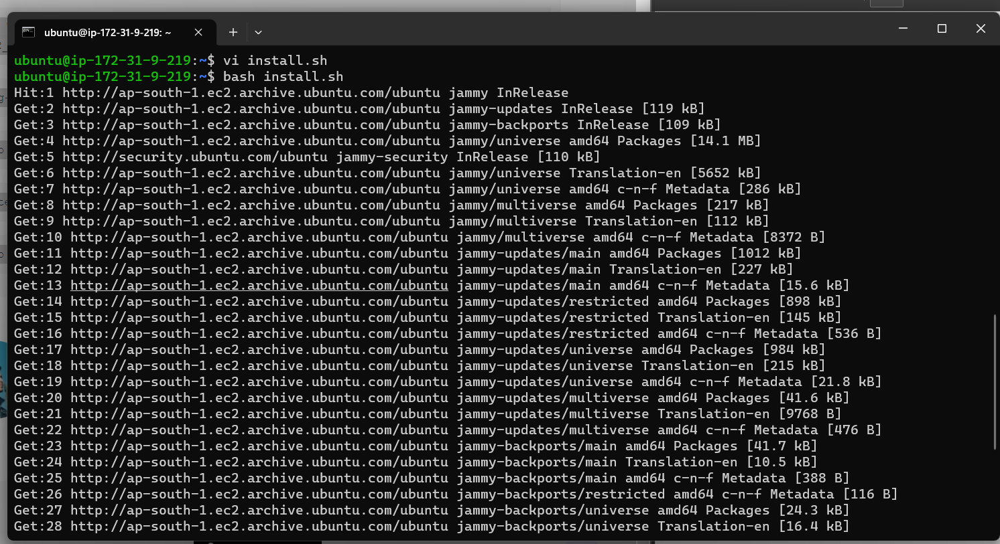 ubuntu@ip-172-31-9-219: ~
ubuntu@ip-172-31-9-219:~$ vi install.sh
ubuntu@ip-172-31-9-219:~$ bash install.sh
Hit:1 http://ap-south-1.ec2.archive.ubuntu.com/ubuntu jammy InRelease
Get:2 http://ap-south-1.ec2.archive.ubuntu.com/ubuntu jammy-updates InRelease [119 kB]
Get:3 http://ap-south-1.ec2.archive.ubuntu.com/ubuntu jammy-backports InRelease [109 kB]
Get:4 http://ap-south-1.ec2.archive.ubuntu.com/ubuntu jammy/universe amd64 Packages [14.1 MB]
Get:5 http://security.ubuntu.com/ubuntu jammy-security InRelease [110 kB]
Get:6 http://ap-south-1.ec2.archive.ubuntu.com/ubuntu jammy/universe Translation-en [5652 kB]
Get:7 http://ap-south-1.ec2.archive.ubuntu.com/ubuntu jammy/universe amd64 c-n-f Metadata [286 kB]
Get:8 http://ap-south-1.ec2.archive.ubuntu.com/ubuntu jammy/multiverse amd64 Packages [217 kB]
Get:9 http://ap-south-1.ec2.archive.ubuntu.com/ubuntu jammy/multiverse Translation-en [112 kB]
Get:10 http://ap-south-1.ec2.archive.ubuntu.com/ubuntu jammy/multiverse amd64 c-n-f Metadata [8372 B]
Get:11 http://ap-south-1.ec2.archive.ubuntu.com/ubuntu jammy-updates/main amd64 Packages [1012 kB]
Get:12 http://ap-south-1.ec2.archive.ubuntu.com/ubuntu jammy-updates/main Translation-en [227 kB]
Get:13 http://ap-south-1.ec2.archive.ubuntu.com/ubuntu jammy-updates/main amd64 c-n-f Metadata [15.6 kB]
Get:14 http://ap-south-1.ec2.archive.ubuntu.com/ubuntu jammy-updates/restricted amd64 Packages [898 kB]
Get:15 http://ap-south-1.ec2.archive.ubuntu.com/ubuntu jammy-updates/restricted Translation-en [145 kB]
Get:16 http://ap-south-1.ec2.archive.ubuntu.com/ubuntu jammy-updates/restricted amd64 c-n-f Metadata [536 B]
Get:17 http://ap-south-1.ec2.archive.ubuntu.com/ubuntu jammy-updates/universe amd64 Packages [984 kB]
Get:18 http://ap-south-1.ec2.archive.ubuntu.com/ubuntu jammy-updates/universe Translation-en [215 kB]
Get:19 http://ap-south-1.ec2.archive.ubuntu.com/ubuntu jammy-updates/universe amd64 c-n-f Metadata [21.8 kB]
Get:20 http://ap-south-1.ec2.archive.ubuntu.com/ubuntu jammy-updates/multiverse amd64 Packages [41.6 kB]
Get:21 http://ap-south-1.ec2.archive.ubuntu.com/ubuntu jammy-updates/multiverse Translation-en [9768 B]
Get:22 http://ap-south-1.ec2.archive.ubuntu.com/ubuntu jammy-updates/multiverse amd64 c-n-f Metadata [476 B]
Get:23 http://ap-south-1.ec2.archive.ubuntu.com/ubuntu jammy-backports/main amd64 Packages [41.7 kB]
Get:24 http://ap-south-1.ec2.archive.ubuntu.com/ubuntu jammy-backports/main Translation-en [10.5 kB]
Get:25 http://ap-south-1.ec2.archive.ubuntu.com/ubuntu jammy-backports/main amd64 c-n-f Metadata [388 B]
Get:26 http://ap-south-1.ec2.archive.ubuntu.com/ubuntu jammy-backports/restricted amd64 c-n-f Metadata [116 B]
Get:27 http://ap-south-1.ec2.archive.ubuntu.com/ubuntu jammy-backports/universe amd64 Packages [24.3 kB]
Get:28 http://ap-south-1.ec2.archive.ubuntu.com/ubuntu jammy-backports/universe Translation-en [16.4 kB]